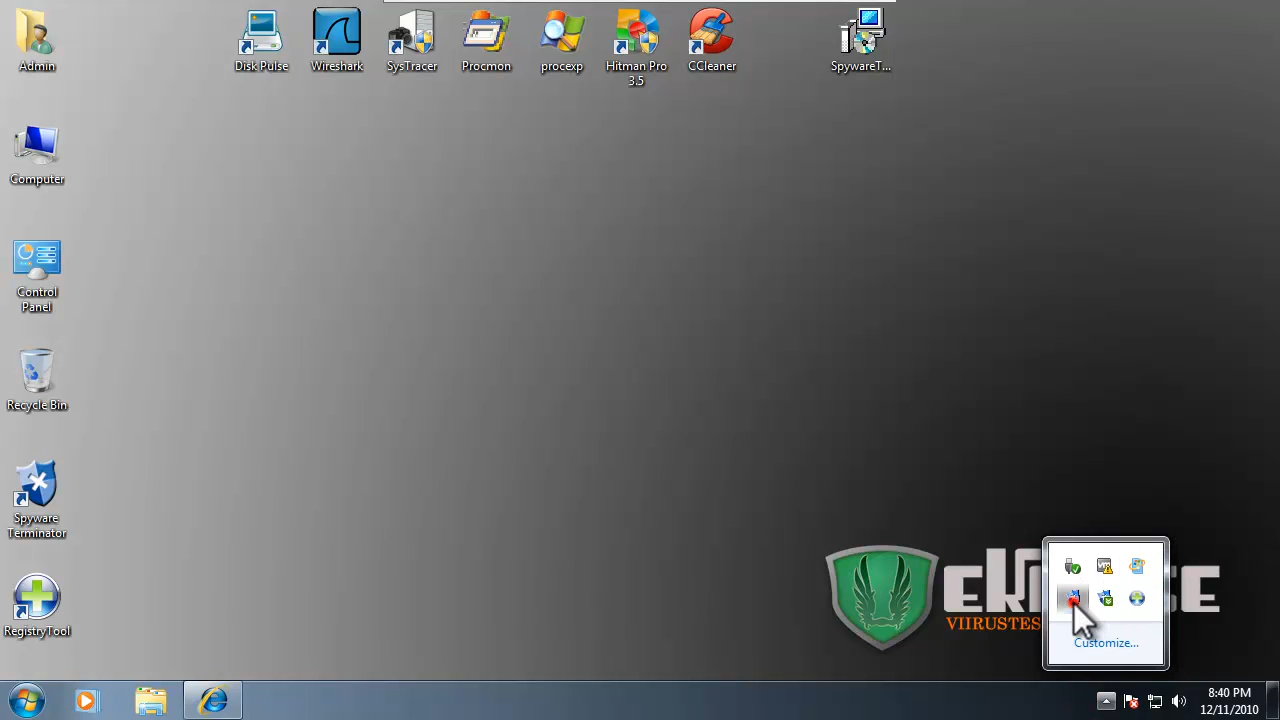 Admin
Disk Pulse
Wireshark
SysTracer
Procmon
procexp
Hitman Pro
3.5
CCleaner
SpywareT...
Computer
Control
Panel
Recycle Bin
Spyware
Terminator
RegistryTool
VIIRUSTES
Customize...
8:40 PM
12/11/2010